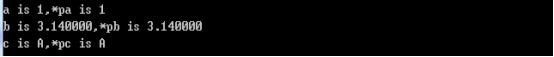 a is 1,*pa is 1
b is 3.140000,*pb is 3.140000
c is A,*pc is A